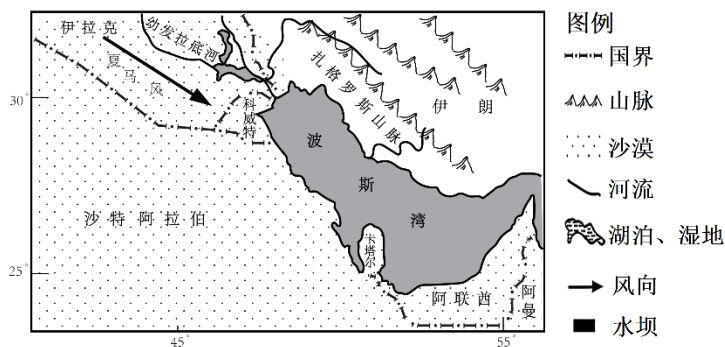 伊拉克
幼发拉底河
I
夏马风
扎格罗斯山脉
伊朗
30°
科威特
波斯湾
沙特阿拉伯
卡塔尔
25°
阿联酋
阿曼
45°
55°
图例
国界
山脉
沙漠
河流
湖泊、湿地
风向
水坝